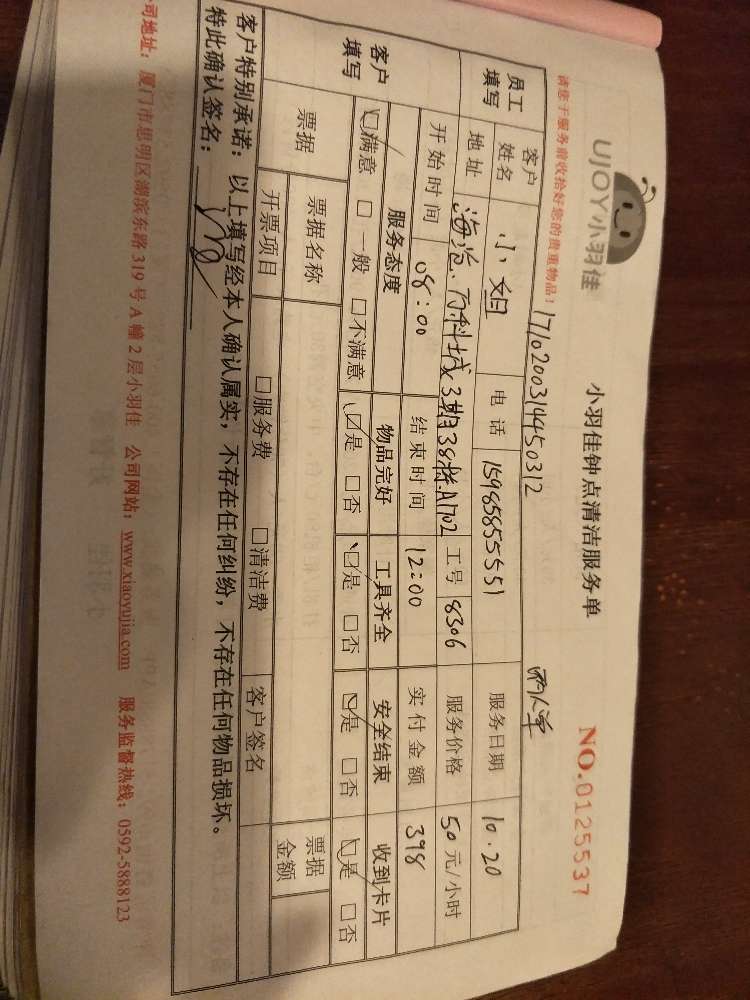 UJOY小羽佳
小羽佳钟点清洁服务单
NO.0125537
请您于服务前收拾好您的贵重物品！1710200314450312
两人单
员工填写 客户姓名 小姐 电话 15985855551 服务日期 10.20
地址 海沧.万科城3期38栋A1702 工号 8306 服务价格 50元/小时
开始时间 08:00 结束时间 12:00 实付金额 398
客户填写 服务态度 物品完好 工具齐全 安全结束 收到卡片
☑满意 □一般 □不满意 ☑是 □否 ☑是 □否 ☑是 □否 ☑是 □否
票据 票据名称 票据金额
开票项目 □服务费 □清洁费 客户签名
客户特别承诺：以上填写经本人确认属实，不存在任何纠纷，不存在任何物品损坏。
特此确认签名：
司地址：厦门市思明区湖滨东路319号A幢2层小羽佳 公司网站：www.xiaoyujia.com 服务监督热线：0592-5888123